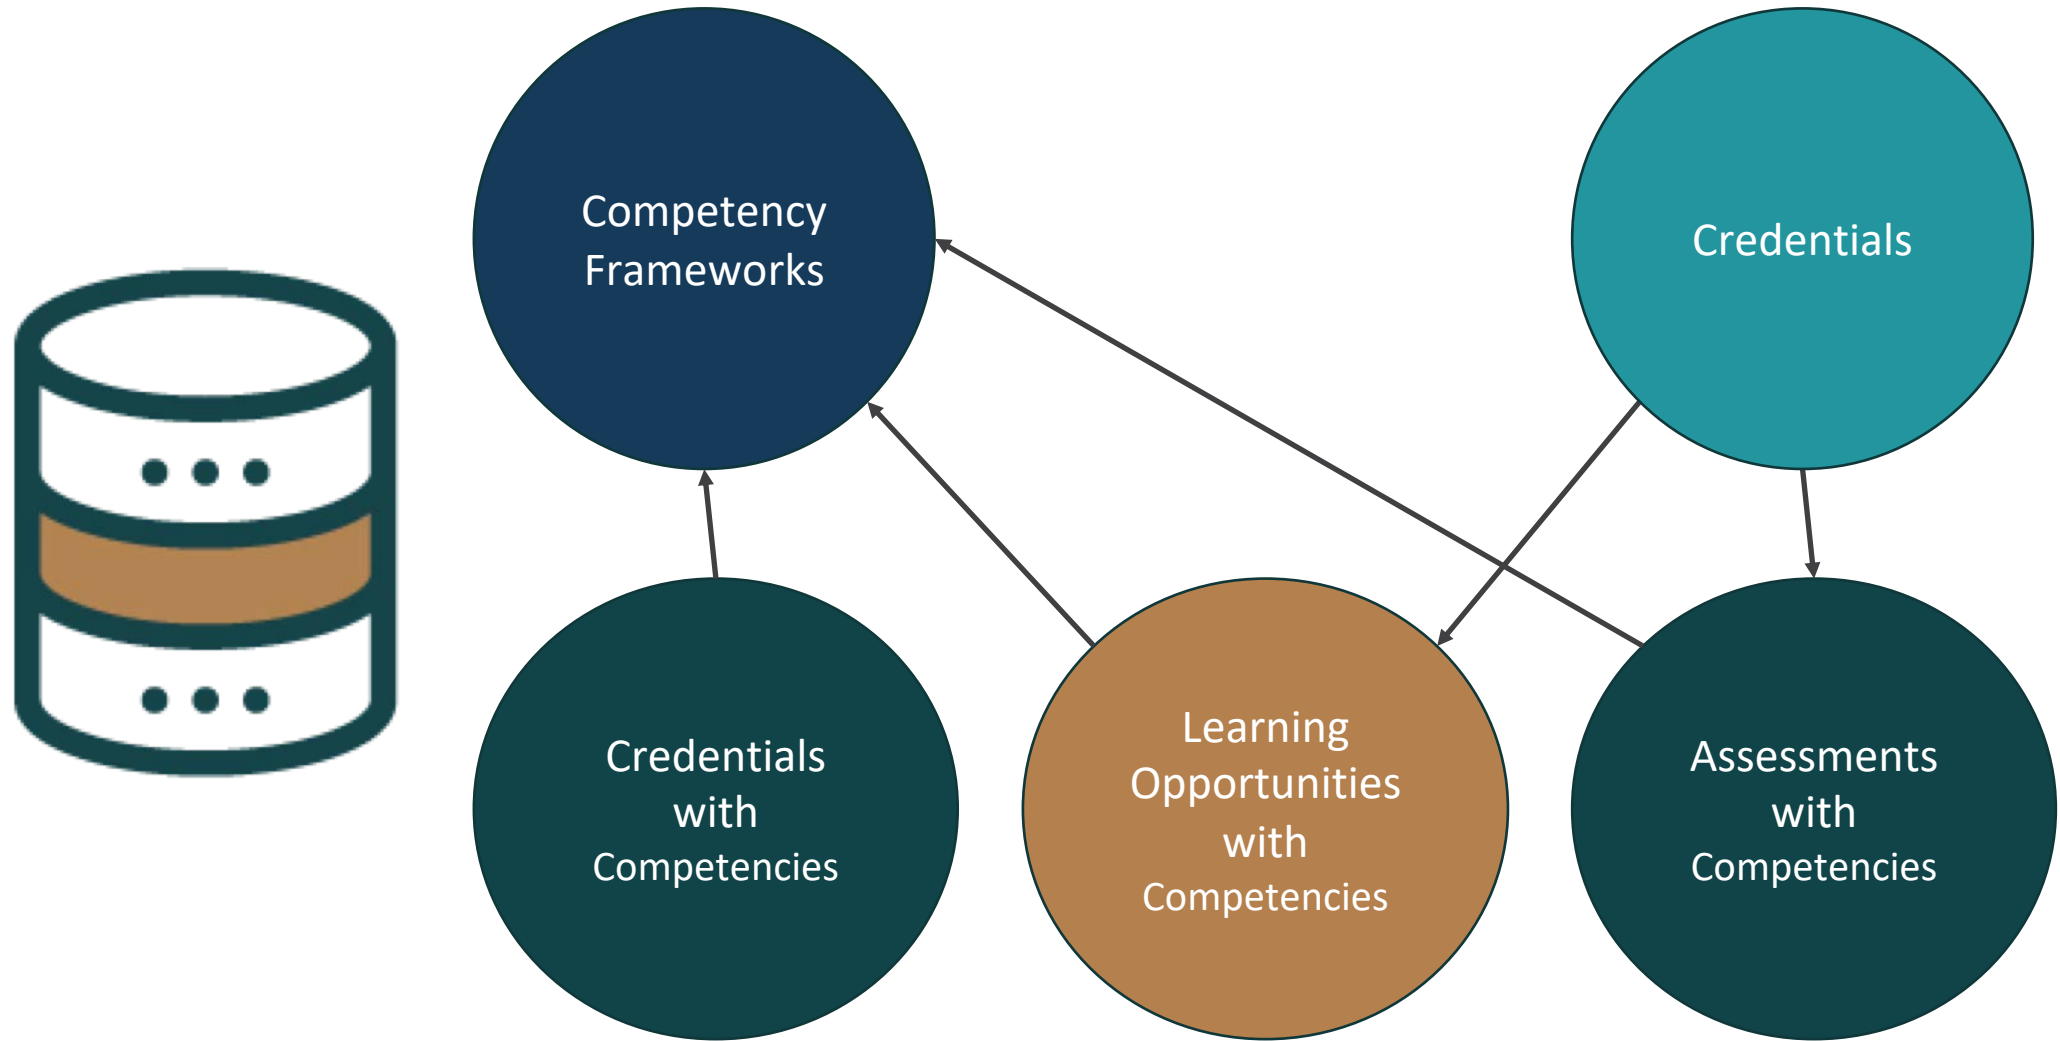 Competency
Frameworks
Credentials
Credentials
with
Competencies
Learning
Opportunities
with
Competencies
Assessments
with
Competencies